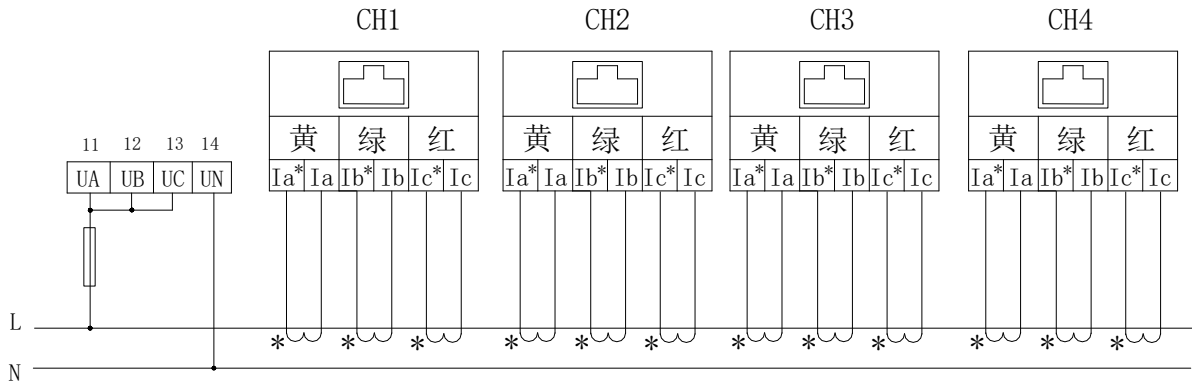 CH1 CH2 CH3 CH4
黄 绿 红 黄 绿 红 黄 绿 红 黄 绿 红
11 12 13 14
UA UB UC UN Ia* Ia Ib* Ib Ic* Ic Ia* Ia Ib* Ib Ic* Ic Ia* Ia Ib* Ib Ic* Ic Ia* Ia Ib* Ib Ic* Ic
L
* * * * * * * * * * * *
N